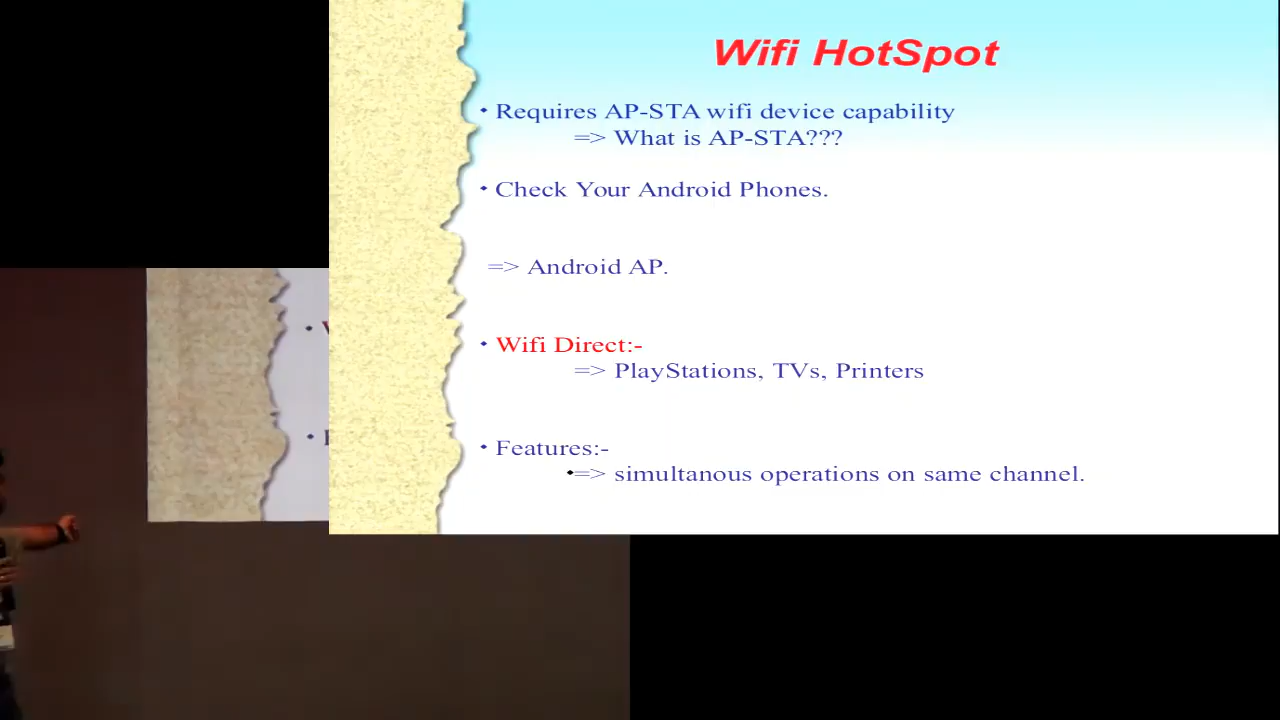 Wifi HotSpot
• Requires AP-STA wifi device capability
=> What is AP-STA???
• Check Your Android Phones.
=> Android AP.
• Wifi Direct:-
=> PlayStations, TVs, Printers
• Features:-
•=> simultanous operations on same channel.